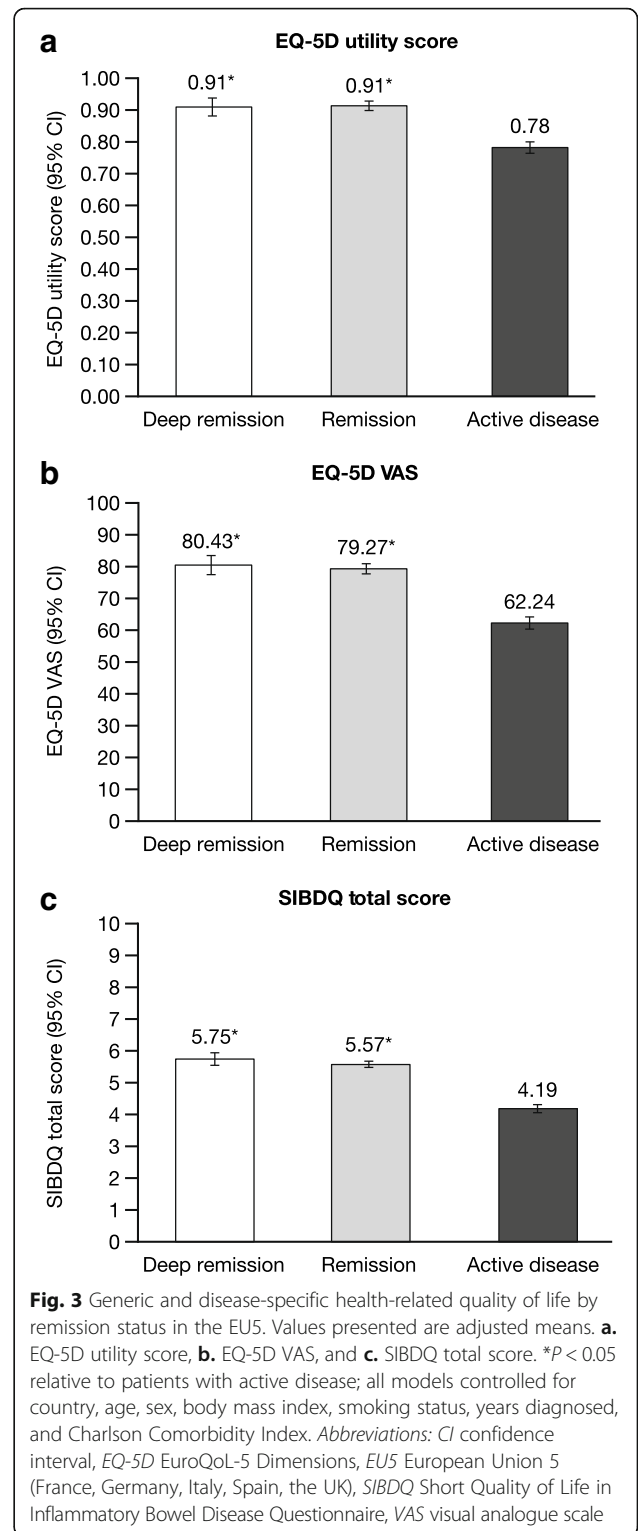 a
EQ-5D utility score
EQ-5D utility score (95% CI)
1.00
0.90
0.80
0.70
0.60
0.50
0.40
0.30
0.20
0.10
0.00
0.91*
0.91*
0.78
Deep remission
Remission
Active disease
b
EQ-5D VAS
EQ-5D VAS (95% CI)
100
90
80
70
60
50
40
30
20
10
0
80.43*
79.27*
62.24
Deep remission
Remission
Active disease
c
SIBDQ total score
SIBDQ total score (95% CI)
10
9
8
7
6
5
4
3
2
1
0
5.75*
5.57*
4.19
Deep remission
Remission
Active disease
Fig. 3 Generic and disease-specific health-related quality of life by
remission status in the EU5. Values presented are adjusted means. a.
EQ-5D utility score, b. EQ-5D VAS, and c. SIBDQ total score. *P < 0.05
relative to patients with active disease; all models controlled for
country, age, sex, body mass index, smoking status, years diagnosed,
and Charlson Comorbidity Index. Abbreviations: CI confidence
interval, EQ-5D EuroQoL-5 Dimensions, EU5 European Union 5
(France, Germany, Italy, Spain, the UK), SIBDQ Short Quality of Life in
Inflammatory Bowel Disease Questionnaire, VAS visual analogue scale